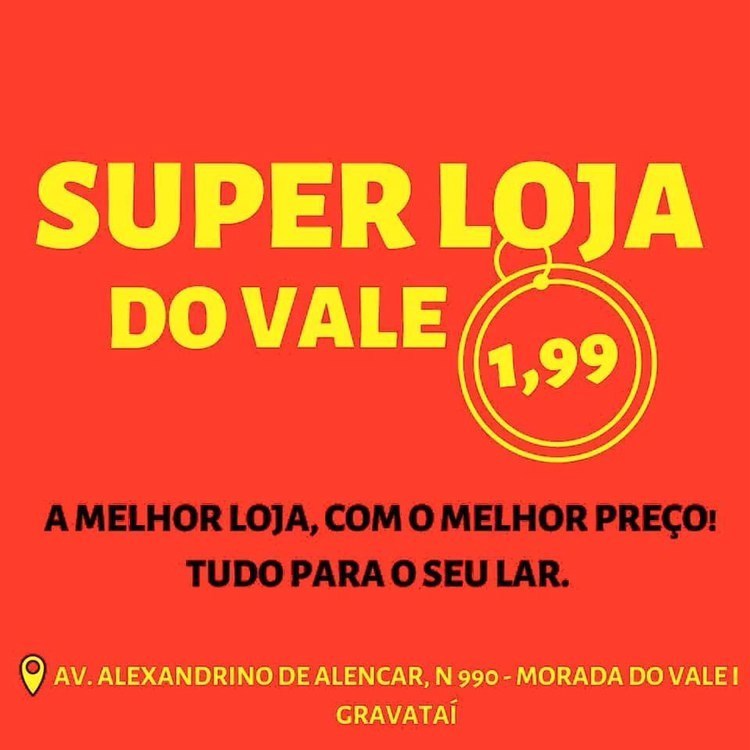 SUPER LOJA
DO VALE
1,99
A MELHOR LOJA, COM O MELHOR PREÇO!
TUDO PARA O SEU LAR.
AV. ALEXANDRINO DE ALENCAR, N 990 - MORADA DO VALE I
GRAVATAÍ